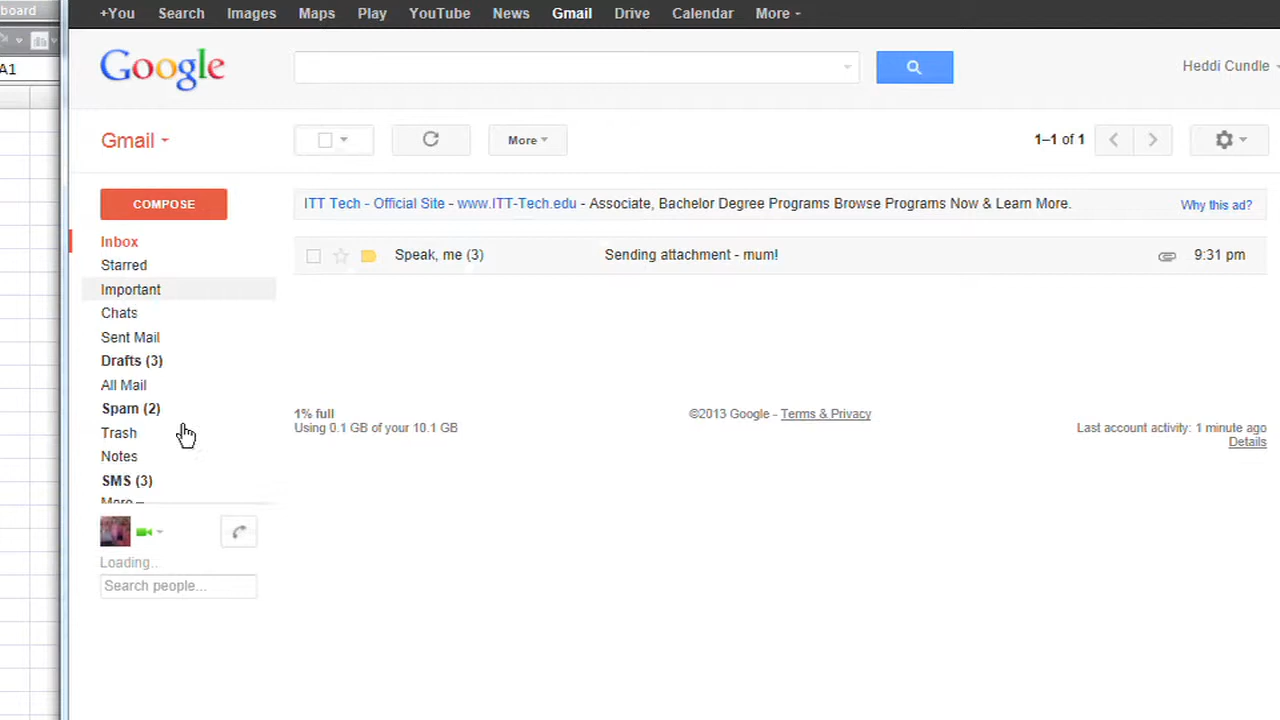 board
+You Search Images Maps Play YouTube News Gmail Drive Calendar More
A1
Google
Heddi Cundle
Gmail
More
1–1 of 1
COMPOSE
ITT Tech - Official Site - www.ITT-Tech.edu - Associate, Bachelor Degree Programs Browse Programs Now & Learn More.
Why this ad?
Inbox
Speak, me (3) Sending attachment - mum! 9:31 pm
Starred
Important
Chats
Sent Mail
Drafts (3)
All Mail
Spam (2)
Trash
Notes
SMS (3)
More
1% full
Using 0.1 GB of your 10.1 GB
©2013 Google - Terms & Privacy
Last account activity: 1 minute ago
Details
Loading..
Search people...